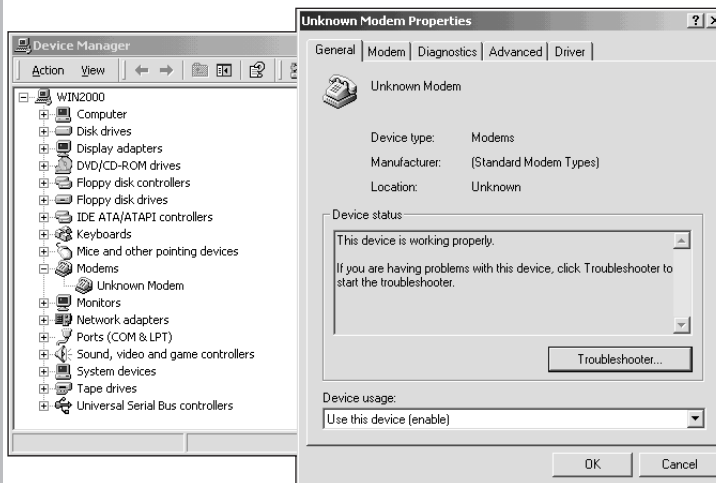 Device Manager
Action View
WIN2000
Computer
Disk drives
Display adapters
DVD/CD-ROM drives
Floppy disk controllers
Floppy disk drives
IDE ATA/ATAPI controllers
Keyboards
Mice and other pointing devices
Modems
Unknown Modem
Monitors
Network adapters
Ports (COM & LPT)
Sound, video and game controllers
System devices
Tape drives
Universal Serial Bus controllers
Unknown Modem Properties
General Modem Diagnostics Advanced Driver
Unknown Modem
Device type: Modems
Manufacturer: (Standard Modem Types)
Location: Unknown
Device status
This device is working properly.
If you are having problems with this device, click Troubleshooter to
start the troubleshooter.
Troubleshooter...
Device usage:
Use this device (enable)
OK Cancel